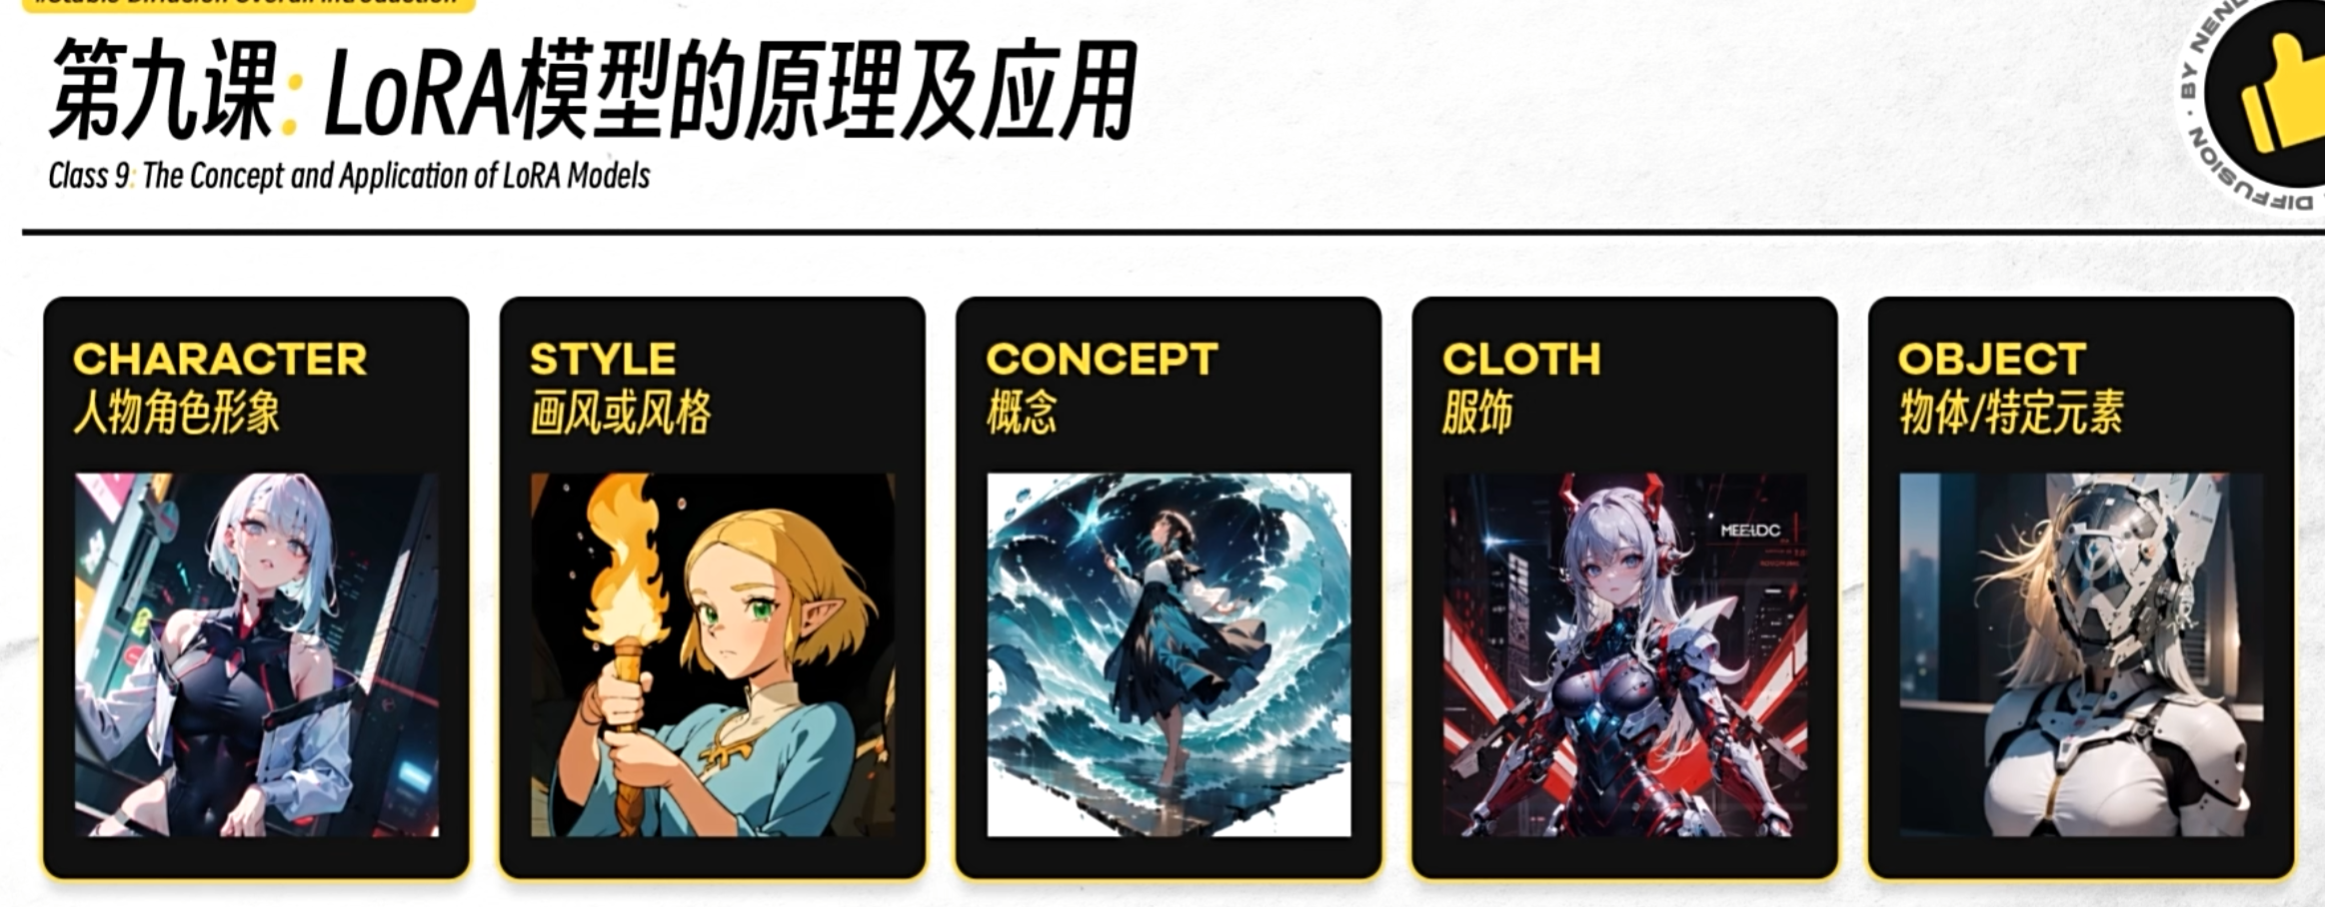 第九课: LoRA模型的原理及应用
Class 9: The Concept and Application of LoRA Models
BY NEN
DIFFUSION
CHARACTER
人物角色形象
STYLE
画风或风格
CONCEPT
概念
CLOTH
服饰
MEELDC
OBJECT
物体/特定元素